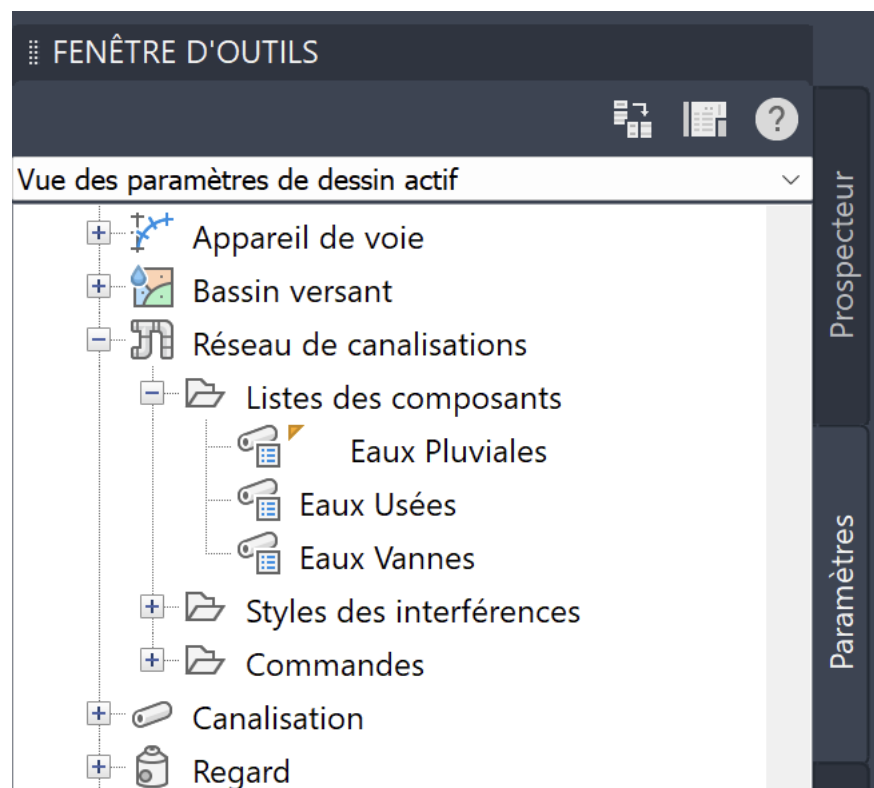 FENÊTRE D'OUTILS
?
Vue des paramètres de dessin actif
Appareil de voie
Bassin versant
Réseau de canalisations
Listes des composants
Eaux Pluviales
Eaux Usées
Eaux Vannes
Styles des interférences
Commandes
Canalisation
Regard
Prospecteur
Paramètres